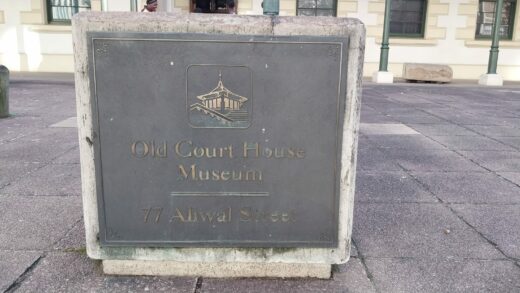 Old Court House
Museum
77 Aliwal Street